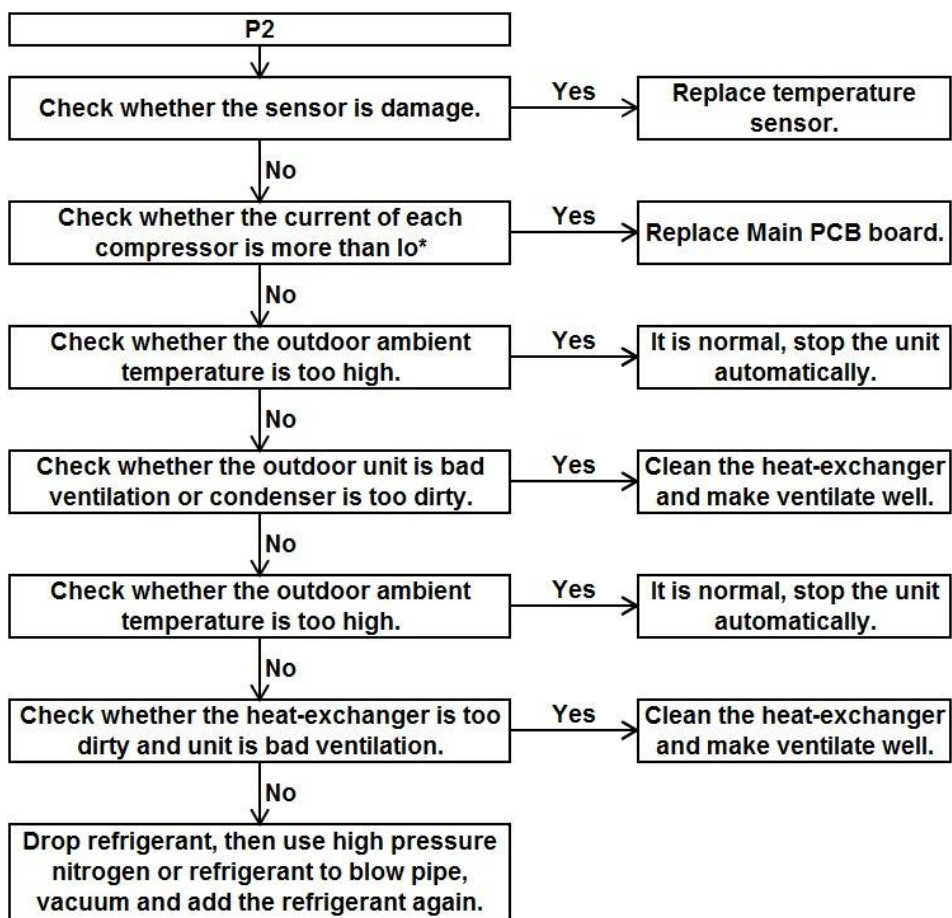 P2
Check whether the sensor is damage.
Yes
Replace temperature
sensor.
No
Check whether the current of each
compressor is more than Io*
Yes
Replace Main PCB board.
No
Check whether the outdoor ambient
temperature is too high.
Yes
It is normal, stop the unit
automatically.
No
Check whether the outdoor unit is bad
ventilation or condenser is too dirty.
Yes
Clean the heat-exchanger
and make ventilate well.
No
Check whether the outdoor ambient
temperature is too high.
Yes
It is normal, stop the unit
automatically.
No
Check whether the heat-exchanger is too
dirty and unit is bad ventilation.
Yes
Clean the heat-exchanger
and make ventilate well.
No
Drop refrigerant, then use high pressure
nitrogen or refrigerant to blow pipe,
vacuum and add the refrigerant again.